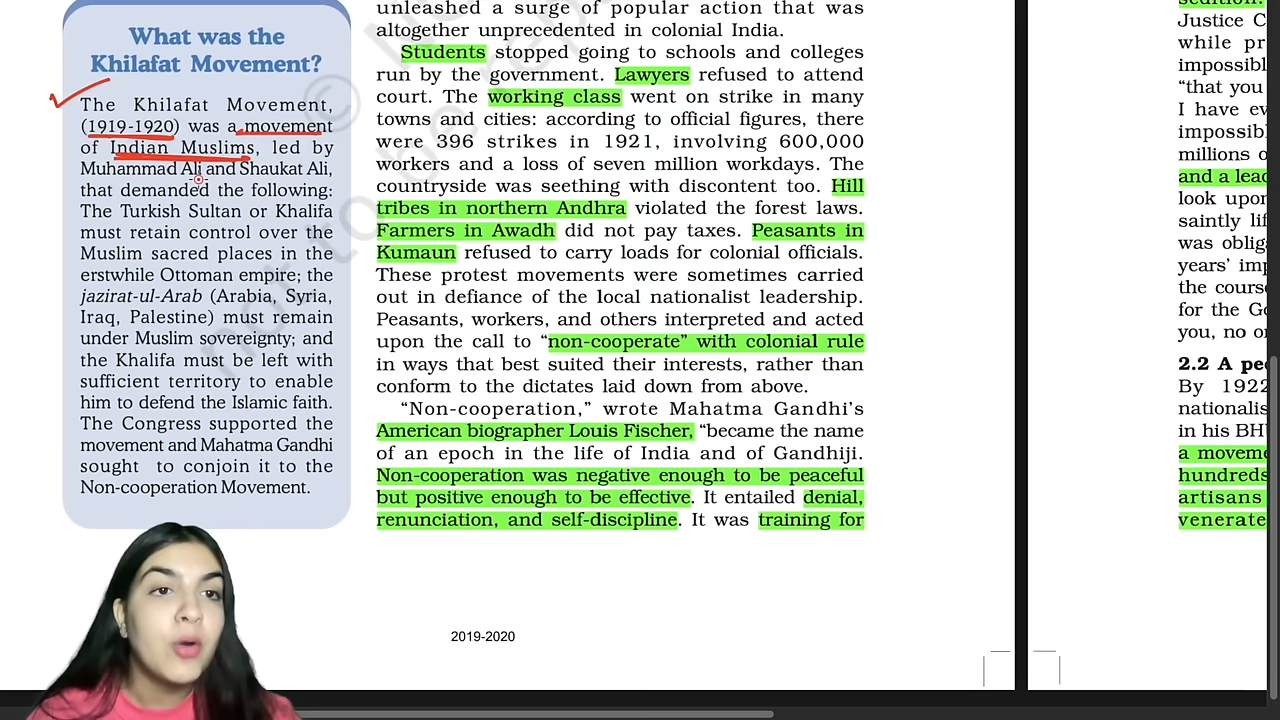 What was the
Khilafat Movement?
The Khilafat Movement,
(1919-1920) was a movement
of Indian Muslims, led by
Muhammad Ali and Shaukat Ali,
that demanded the following:
The Turkish Sultan or Khalifa
must retain control over the
Muslim sacred places in the
erstwhile Ottoman empire; the
jazirat-ul-Arab (Arabia, Syria,
Iraq, Palestine) must remain
under Muslim sovereignty; and
the Khalifa must be left with
sufficient territory to enable
him to defend the Islamic faith.
The Congress supported the
movement and Mahatma Gandhi
sought to conjoin it to the
Non-cooperation Movement.
unleashed a surge of popular action that was
altogether unprecedented in colonial India.
Students stopped going to schools and colleges
run by the government. Lawyers refused to attend
court. The working class went on strike in many
towns and cities: according to official figures, there
were 396 strikes in 1921, involving 600,000
workers and a loss of seven million workdays. The
countryside was seething with discontent too. Hill
tribes in northern Andhra violated the forest laws.
Farmers in Awadh did not pay taxes. Peasants in
Kumaun refused to carry loads for colonial officials.
These protest movements were sometimes carried
out in defiance of the local nationalist leadership.
Peasants, workers, and others interpreted and acted
upon the call to “non-cooperate” with colonial rule
in ways that best suited their interests, rather than
conform to the dictates laid down from above.
“Non-cooperation,” wrote Mahatma Gandhi’s
American biographer Louis Fischer, “became the name
of an epoch in the life of India and of Gandhiji.
Non-cooperation was negative enough to be peaceful
but positive enough to be effective. It entailed denial,
renunciation, and self-discipline. It was training for
2019-2020
sedition.
Justice C
while pr
impossibl
“that you
I have ev
impossib
millions o
and a lead
look upon
saintly lif
was oblig
years’ imp
the course
for the Go
you, no o
2.2 A pe
By 1922
nationalis
in his BH
a moveme
hundreds
artisans
venerate